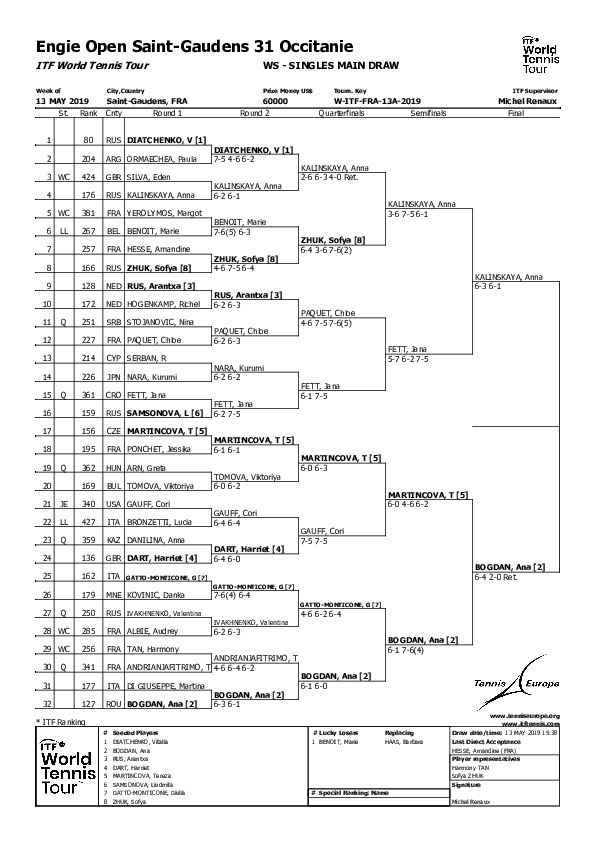 Engie Open Saint-Gaudens 31 Occitanie
ITF World Tennis Tour WS - SINGLES MAIN DRAW
ITF World Tennis Tour
Week of City,Country Prize Money US$ Tourn. Key ITF Supervisor
13 MAY 2019 Saint-Gaudens, FRA 60000 W-ITF-FRA-13A-2019 Michel Renaux
St. Rank Cnty Round 1 Round 2 Quarterfinals Semifinals Final
1 80 RUS DIATCHENKO, V [1]
DIATCHENKO, V [1]
2 204 ARG ORMAECHEA, Paula 7-5 4-6 6-2
KALINSKAYA, Anna
3 WC 424 GBR SILVA, Eden 2-6 6-3 4-0 Ret.
KALINSKAYA, Anna
4 176 RUS KALINSKAYA, Anna 6-2 6-1
KALINSKAYA, Anna
5 WC 381 FRA YEROLYMOS, Margot 3-6 7-5 6-1
BENOIT, Marie
6 LL 267 BEL BENOIT, Marie 7-6(5) 6-3
ZHUK, Sofya [8]
7 257 FRA HESSE, Amandine 6-4 3-6 7-6(2)
ZHUK, Sofya [8]
8 166 RUS ZHUK, Sofya [8] 4-6 7-5 6-4
KALINSKAYA, Anna
9 128 NED RUS, Arantxa [3] 6-3 6-1
RUS, Arantxa [3]
10 172 NED HOGENKAMP, Richel 6-2 6-3
PAQUET, Chloe
11 Q 251 SRB STOJANOVIC, Nina 4-6 7-5 7-6(5)
PAQUET, Chloe
12 227 FRA PAQUET, Chloe 6-2 6-3
FETT, Jana
13 214 CYP SERBAN, R 5-7 6-2 7-5
NARA, Kurumi
14 226 JPN NARA, Kurumi 6-2 6-2
FETT, Jana
15 Q 361 CRO FETT, Jana 6-1 7-5
FETT, Jana
16 159 RUS SAMSONOVA, L [6] 6-2 7-5
17 156 CZE MARTINCOVA, T [5]
MARTINCOVA, T [5]
18 195 FRA PONCHET, Jessika 6-1 6-1
MARTINCOVA, T [5]
19 Q 362 HUN ARN, Greta 6-0 6-3
TOMOVA, Viktoriya
20 169 BUL TOMOVA, Viktoriya 6-0 6-2
MARTINCOVA, T [5]
21 JE 340 USA GAUFF, Cori 6-0 4-6 6-2
GAUFF, Cori
22 LL 427 ITA BRONZETTI, Lucia 6-4 6-4
GAUFF, Cori
23 Q 359 KAZ DANILINA, Anna 7-5 7-5
DART, Harriet [4]
24 136 GBR DART, Harriet [4] 6-4 6-0
BOGDAN, Ana [2]
25 162 ITA GATTO-MONTICONE, G [7] 6-4 2-0 Ret.
GATTO-MONTICONE, G [7]
26 179 MNE KOVINIC, Danka 7-6(4) 6-4
GATTO-MONTICONE, G [7]
27 Q 250 RUS IVAKHNENKO, Valentina 4-6 6-2 6-4
IVAKHNENKO, Valentina
28 WC 285 FRA ALBIE, Audrey 6-2 6-3
BOGDAN, Ana [2]
29 WC 256 FRA TAN, Harmony 6-1 7-6(4)
ANDRIANJAFITRIMO, T
30 Q 341 FRA ANDRIANJAFITRIMO, T 4-6 6-4 6-2
BOGDAN, Ana [2]
31 177 ITA DI GIUSEPPE, Martina 6-1 6-0
BOGDAN, Ana [2]
32 127 ROU BOGDAN, Ana [2] 6-3 6-1
Tennis Europe
www.tenniseurope.org
www.itftennis.com
* ITF Ranking
ITF World Tennis Tour
# Seeded Players # Lucky Losers Replacing Draw date/time: 13 MAY 2019 15:38
1 DIATCHENKO, Vitalia 1 BENOIT, Marie HAAS, Barbara Last Direct Acceptance
2 BOGDAN, Ana HESSE, Amandine (FRA)
3 RUS, Arantxa Player representatives
4 DART, Harriet Harmony TAN
5 MARTINCOVA, Tereza Sofya ZHUK
6 SAMSONOVA, Liudmila Signature
7 GATTO-MONTICONE, Giulia # Special Ranking: Name
8 ZHUK, Sofya Michel Renaux